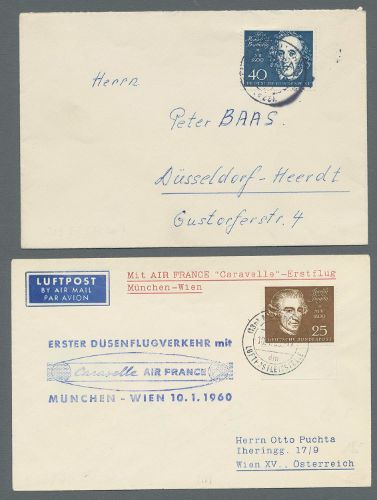 40
Herrn
Peter BAAS.
Düsseldorf-Heerdt
Gustorferstr. 4
LUFTPOST
BY AIR MAIL
PAR AVION
Mit AIR FRANCE "Caravelle"-Erstflug
München-Wien
25
DEUTSCHE BUNDESPOST
ERSTER DÜSENFLUGVERKEHR mit
Caravelle AIR FRANCE
MÜNCHEN - WIEN 10.1.1960
Herrn Otto Puchta
Iheringg. 17/9
Wien XV., Österreich